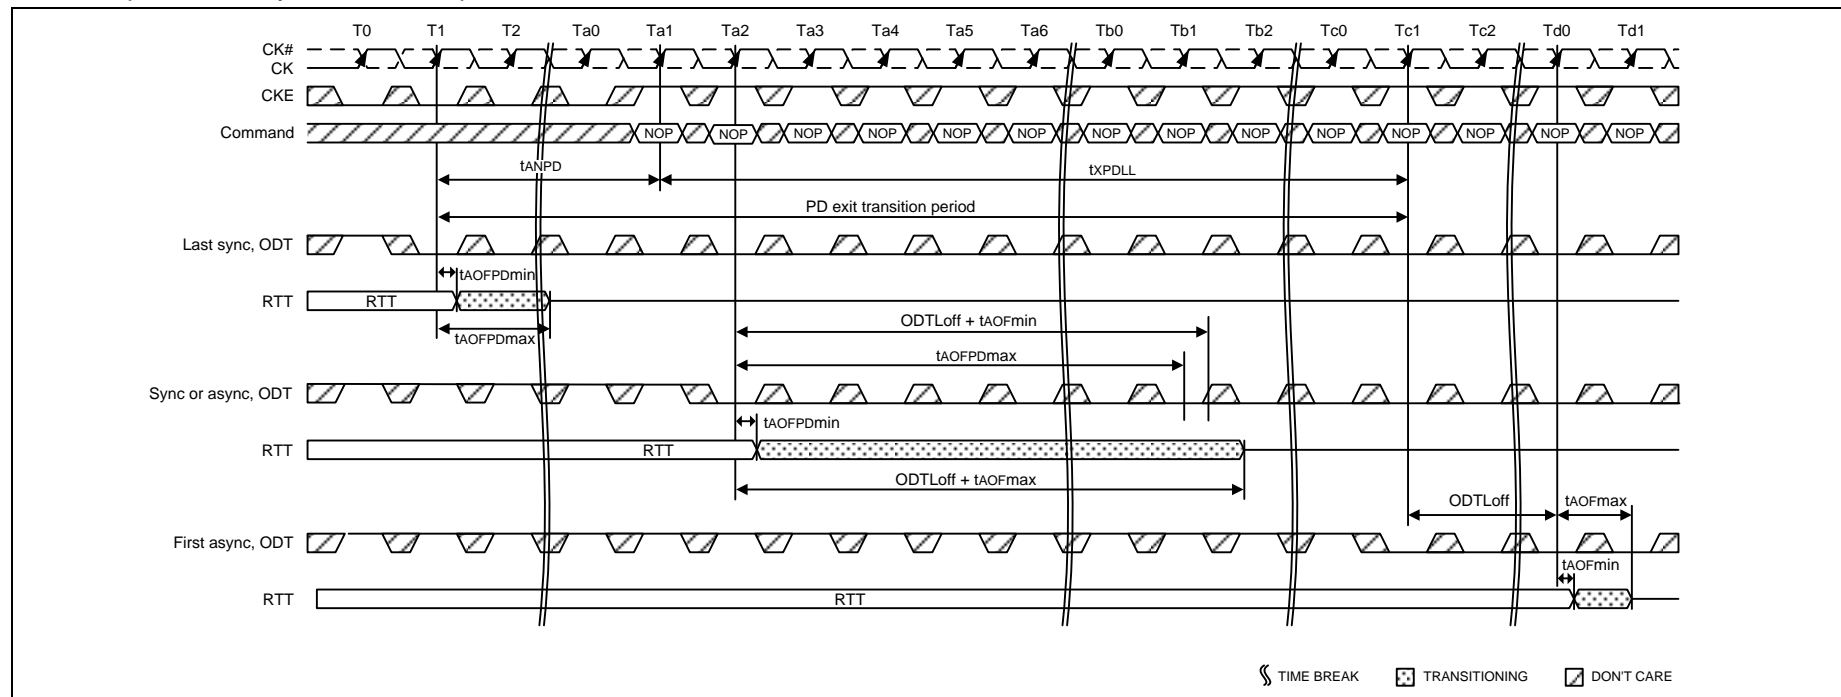 T0 T1 T2 Ta0 Ta1 Ta2 Ta3 Ta4 Ta5 Ta6 Tb0 Tb1 Tb2 Tc0 Tc1 Tc2 Td0 Td1
CK#
CK
CKE
Command NOP NOP NOP NOP NOP NOP NOP NOP NOP NOP NOP NOP NOP NOP
tANPD tXPDLL
PD exit transition period
Last sync, ODT
tAOFPDmin
RTT RTT
tAOFPDmax
ODTLoff + tAOFmin
tAOFPDmax
Sync or async, ODT
tAOFPDmin
RTT RTT
ODTLoff + tAOFmax
ODTLoff tAOFmax
First async, ODT
tAOFmin
RTT RTT
TIME BREAK TRANSITIONING DON'T CARE